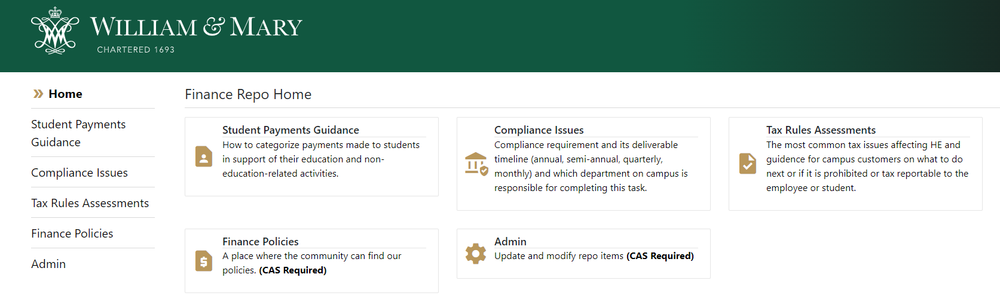 WILLIAM & MARY
CHARTERED 1693
Home
Student Payments
Guidance
Compliance Issues
Tax Rules Assessments
Finance Policies
Admin
Finance Repo Home
Student Payments Guidance
How to categorize payments made to students
in support of their education and non-
education-related activities.
Compliance Issues
Compliance requirement and its deliverable
timeline (annual, semi-annual, quarterly,
monthly) and which department on campus is
responsible for completing this task.
Tax Rules Assessments
The most common tax issues affecting HE and
guidance for campus customers on what to do
next or if it is prohibited or tax reportable to the
employee or student.
Finance Policies
A place where the community can find our
policies. (CAS Required)
Admin
Update and modify repo items (CAS Required)